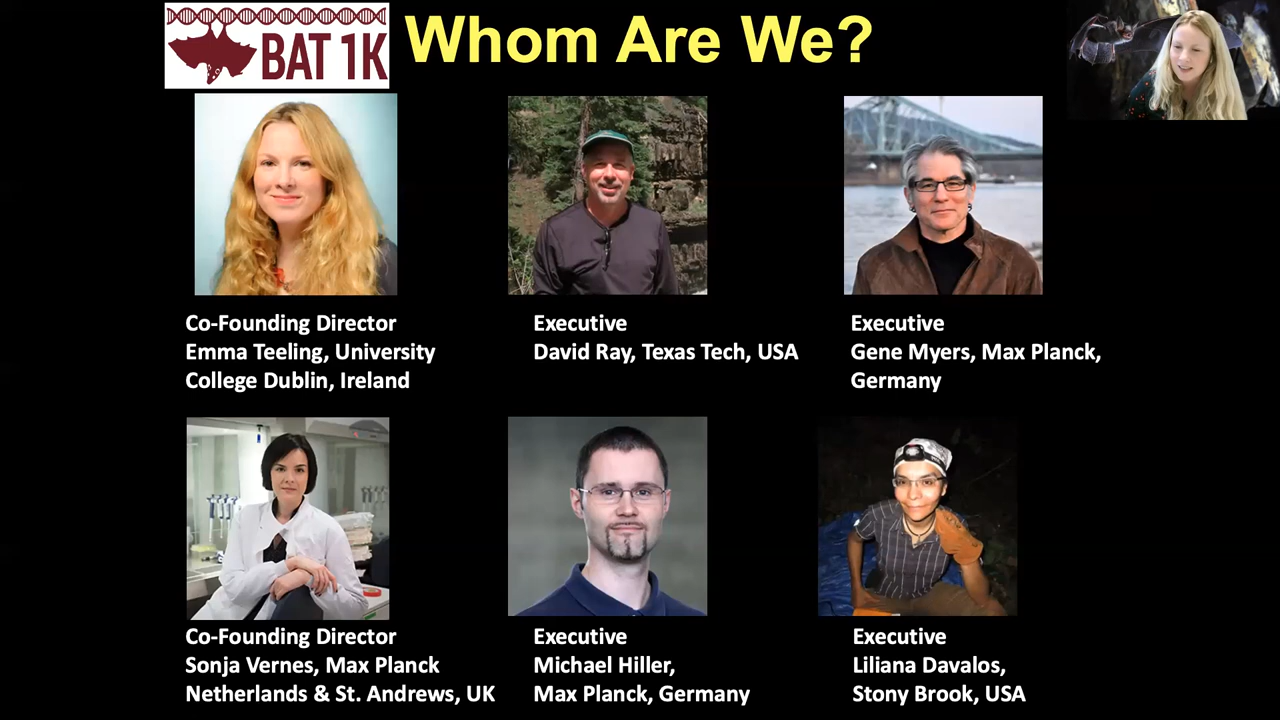 BAT 1K
Whom Are We?
Co-Founding Director
Emma Teeling, University
College Dublin, Ireland
Executive
David Ray, Texas Tech, USA
Executive
Gene Myers, Max Planck,
Germany
Co-Founding Director
Sonja Vernes, Max Planck
Netherlands & St. Andrews, UK
Executive
Michael Hiller,
Max Planck, Germany
Executive
Liliana Davalos,
Stony Brook, USA